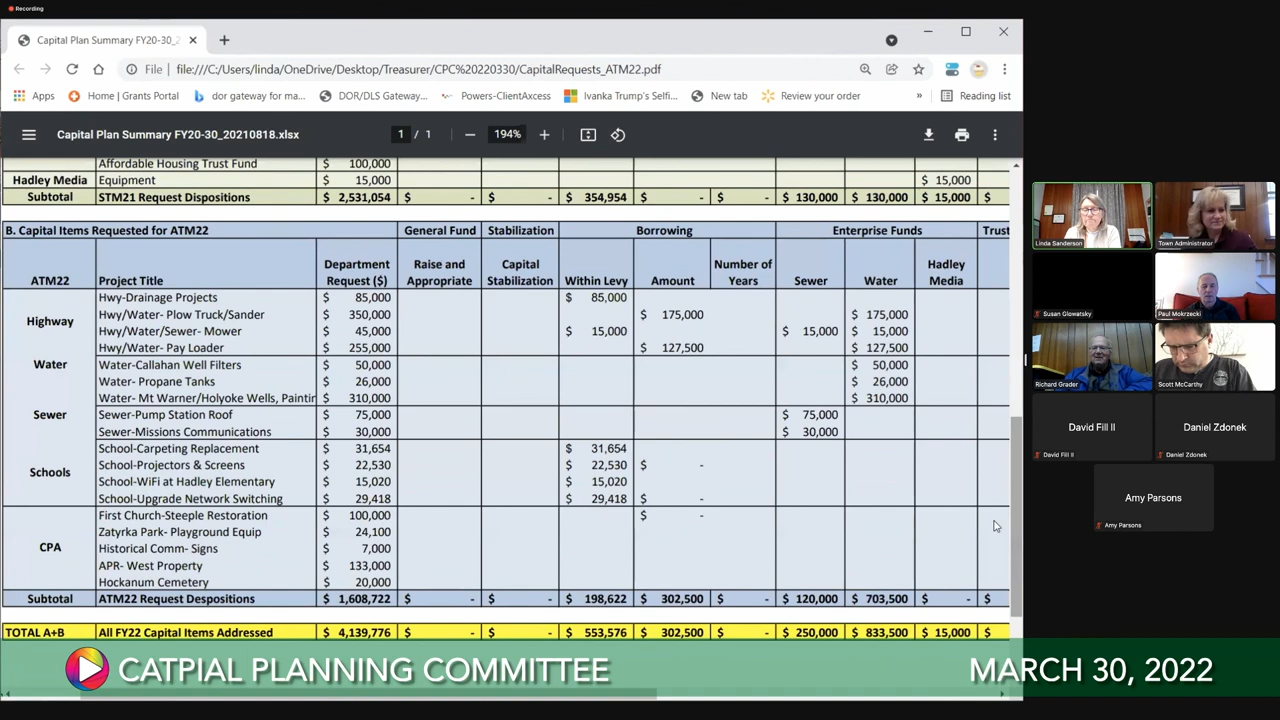 Recording
Capital Plan Summary FY20-30_2
File file:///C:/Users/linda/OneDrive/Desktop/Treasurer/CPC%20220330/CapitalRequests_ATM22.pdf
Apps Home | Grants Portal dor gateway for ma... DOR/DLS Gateway... Powers-ClientAxcess Ivanka Trump's Selfi... New tab Review your order » Reading list
Capital Plan Summary FY20-30_20210818.xlsx 1 / 1 194%
Affordable Housing Trust Fund $ 100,000
Hadley Media Equipment $ 15,000 $ 15,000
Subtotal STM21 Request Dispositions $ 2,531,054 $ - $ - $ 354,954 $ - $ - $ 130,000 $ 130,000 $ 15,000 $
B. Capital Items Requested for ATM22 General Fund Stabilization Borrowing Enterprise Funds Trust
ATM22 Project Title Department Request ($) Raise and Appropriate Capital Stabilization Within Levy Amount Number of Years Sewer Water Hadley Media
Highway
Hwy-Drainage Projects $ 85,000 $ 85,000
Hwy/Water- Plow Truck/Sander $ 350,000 $ 175,000 $ 175,000
Hwy/Water/Sewer- Mower $ 45,000 $ 15,000 $ 15,000 $ 15,000
Hwy/Water- Pay Loader $ 255,000 $ 127,500 $ 127,500
Water
Water-Callahan Well Filters $ 50,000 $ 50,000
Water- Propane Tanks $ 26,000 $ 26,000
Water- Mt Warner/Holyoke Wells, Paintin $ 310,000 $ 310,000
Sewer
Sewer-Pump Station Roof $ 75,000 $ 75,000
Sewer-Missions Communications $ 30,000 $ 30,000
Schools
School-Carpeting Replacement $ 31,654 $ 31,654
School-Projectors & Screens $ 22,530 $ 22,530 $ -
School-WiFi at Hadley Elementary $ 15,020 $ 15,020
School-Upgrade Network Switching $ 29,418 $ 29,418 $ -
CPA
First Church-Steeple Restoration $ 100,000 $ -
Zatyrka Park- Playground Equip $ 24,100
Historical Comm- Signs $ 7,000
APR- West Property $ 133,000
Hockanum Cemetery $ 20,000
Subtotal ATM22 Request Despositions $ 1,608,722 $ - $ - $ 198,622 $ 302,500 $ - $ 120,000 $ 703,500 $ - $
TOTAL A+B All FY22 Capital Items Addressed $ 4,139,776 $ - $ - $ 553,576 $ 302,500 $ - $ 250,000 $ 833,500 $ 15,000 $
Linda Sanderson
Town Administrator
Susan Glowatsky
Paul Mokrzecki
Richard Grader
Scott McCarthy
David Fill II
David Fill II
Daniel Zdonek
Daniel Zdonek
Amy Parsons
Amy Parsons
CATPIAL PLANNING COMMITTEE
MARCH 30, 2022